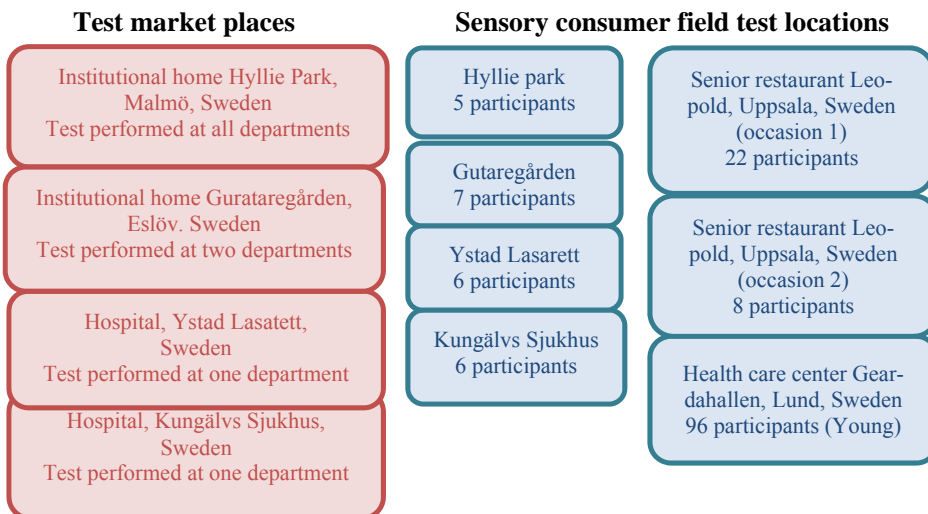 Test market places
Institutional home Hyllie Park,
Malmö, Sweden
Test performed at all departments
Institutional home Gurataregården,
Eslöv. Sweden
Test performed at two departments
Hospital, Ystad Lasatett,
Sweden
Test performed at one department
Hospital, Kungälvs Sjukhus,
Sweden
Test performed at one department
Sensory consumer field test locations
Hyllie park
5 participants
Gutaregården
7 participants
Ystad Lasarett
6 participants
Kungälvs Sjukhus
6 participants
Senior restaurant Leo-
pold, Uppsala, Sweden
(occasion 1)
22 participants
Senior restaurant Leo-
pold, Uppsala, Sweden
(occasion 2)
8 participants
Health care center Gear-
dahallen, Lund, Sweden
96 participants (Young)